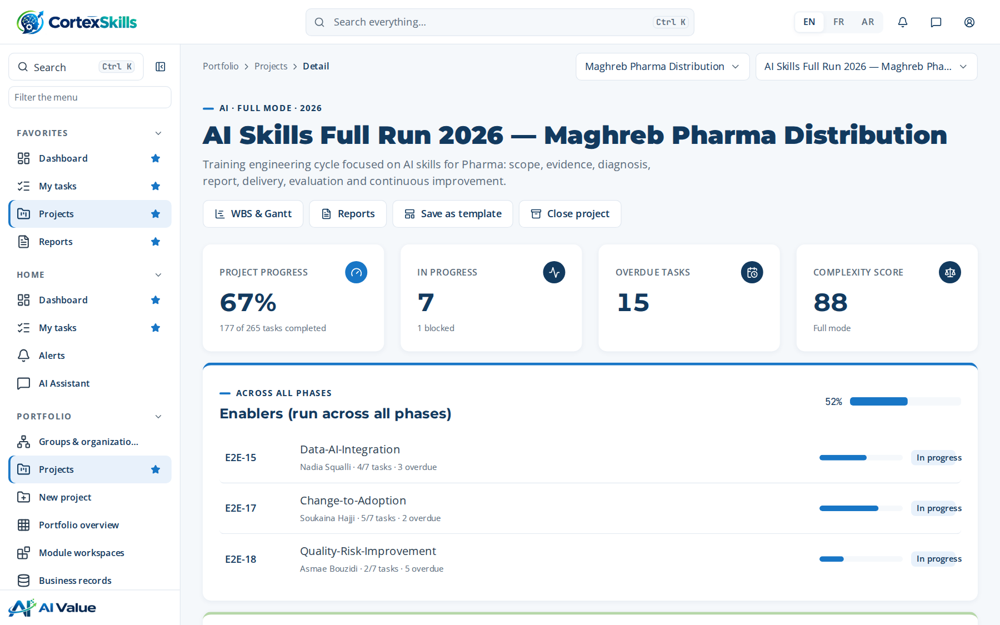 CortexSkills
Search everything...
Ctrl K
EN
FR
AR
Search
Ctrl K
Filter the menu
FAVORITES
Dashboard
My tasks
Projects
Reports
HOME
Dashboard
My tasks
Alerts
AI Assistant
PORTFOLIO
Groups & organizatio...
Projects
New project
Portfolio overview
Module workspaces
Business records
AI AI Value
Portfolio > Projects > Detail
Maghreb Pharma Distribution
AI Skills Full Run 2026 — Maghreb Pha...
AI · FULL MODE · 2026
AI Skills Full Run 2026 — Maghreb Pharma Distribution
Training engineering cycle focused on AI skills for Pharma: scope, evidence, diagnosis,
report, delivery, evaluation and continuous improvement.
WBS & Gantt
Reports
Save as template
Close project
PROJECT PROGRESS
67%
177 of 265 tasks completed
IN PROGRESS
7
1 blocked
OVERDUE TASKS
15
COMPLEXITY SCORE
88
Full mode
ACROSS ALL PHASES
Enablers (run across all phases)
52%
E2E-15
Data-AI-Integration
Nadia Squalli · 4/7 tasks · 3 overdue
In progress
E2E-17
Change-to-Adoption
Soukaina Hajji · 5/7 tasks · 2 overdue
In progress
E2E-18
Quality-Risk-Improvement
Asmae Bouzidi · 2/7 tasks · 5 overdue
In progress